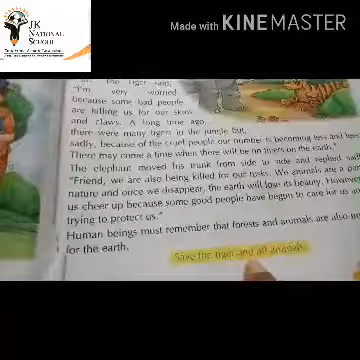 JK
NATIONAL
SCHOOL
Made with KINEMASTER
the Tiger said,
"I'm very worried
because some bad people
are killing us for our skins
and claws. A long time ago,
there were many tigers in the jungle but,
sadly, because of the cruel people our number is becoming less and less
There may come a time when there will be no tigers on the earth."
The elephant moved his trunk from side to side and replied
"Friend, we are also being killed for our tusks. We animals are a
nature and once we disappear, the earth will lose its beauty. However
us cheer up because some good people have begun to care for us
trying to protect us."
Human beings must remember that forests and animals are also
for the earth.
Save the tiger and all animals.